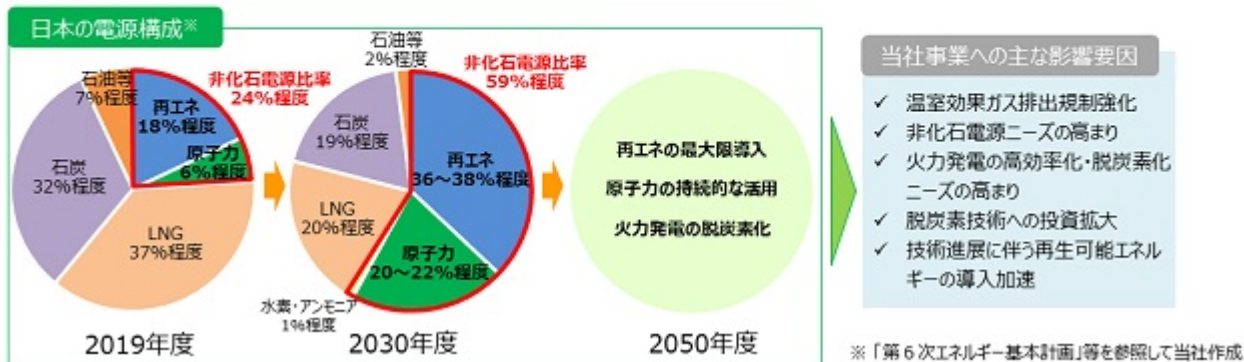 日本の電源構成※
石油等
7%程度
非化石電源比率
24%程度
再エネ
18%程度
原子力
6%程度
石炭
32%程度
LNG
37%程度
2019年度
石油等
2%程度
非化石電源比率
59%程度
石炭
19%程度
再エネ
36~38%程度
LNG
20%程度
原子力
20~22%程度
水素・アンモニア
1%程度
2030年度
再エネの最大限導入
原子力の持続的な活用
火力発電の脱炭素化
2050年度
当社事業への主な影響要因
✓ 温室効果ガス排出規制強化
✓ 非化石電源ニーズの高まり
✓ 火力発電の高効率化・脱炭素化
ニーズの高まり
✓ 脱炭素技術への投資拡大
✓ 技術進展に伴う再生可能エネル
ギーの導入加速
※「第6次エネルギー基本計画」等を参照して当社作成